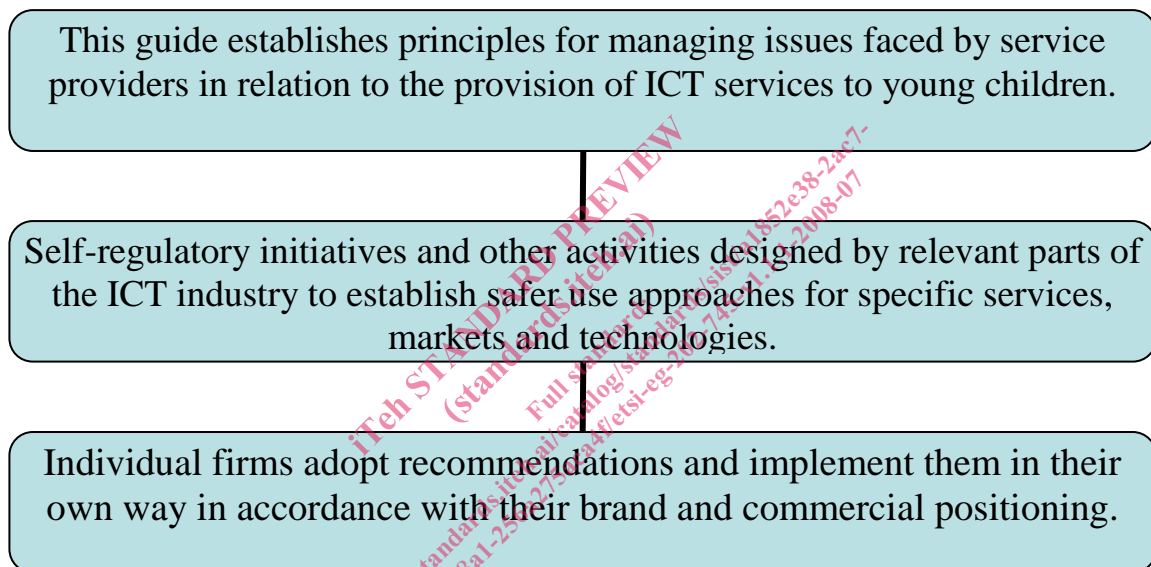 This guide establishes principles for managing issues faced by service
providers in relation to the provision of ICT services to young children.
Self-regulatory initiatives and other activities designed by relevant parts of
the ICT industry to establish safer use approaches for specific services,
markets and technologies.
Individual firms adopt recommendations and implement them in their
own way in accordance with their brand and commercial positioning.
iTeh STANDARD PREVIEW
(standards.iteh.ai)
Full standard: